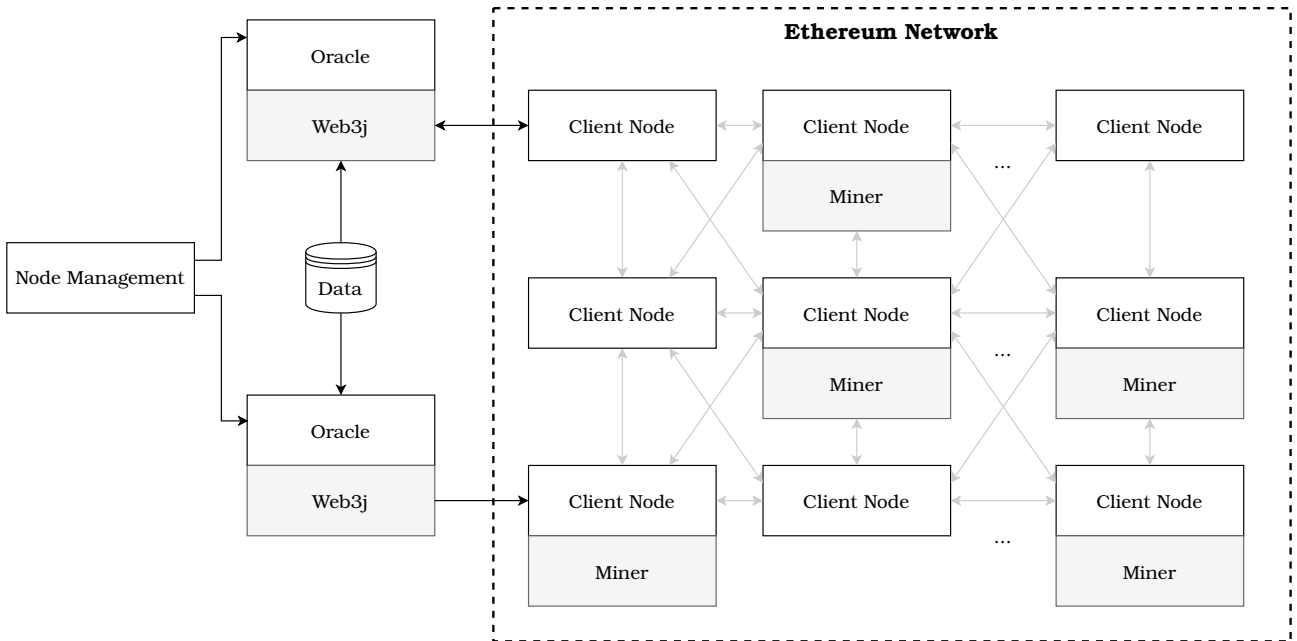 Ethereum Network
Oracle
Web3j
Client Node
Client Node
Client Node
...
Miner
Node Management
Data
Client Node
Client Node
Client Node
...
Miner
Miner
Oracle
Web3j
Client Node
Client Node
Client Node
...
Miner
Miner